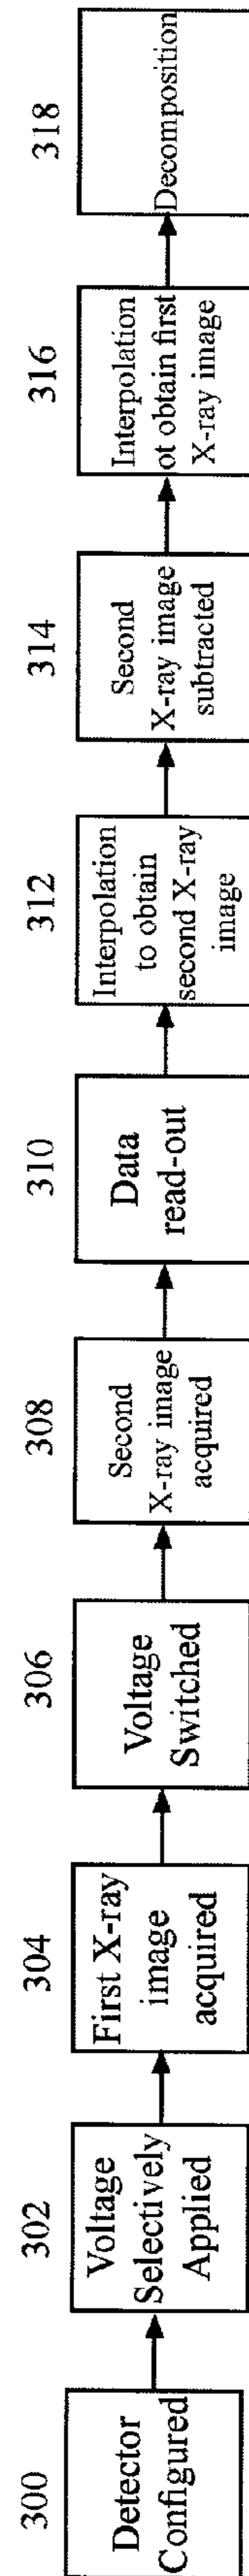 300
Detector
Configured
302
Voltage
Selectively
Applied
304
First X-ray
image
acquired
306
Voltage
Switched
308
Second
X-ray image
acquired
310
Data
read-out
312
Interpolation
to obtain
second X-ray
image
314
Second
X-ray image
subtracted
316
Interpolation
ot obtain first
X-ray image
318
Decomposition